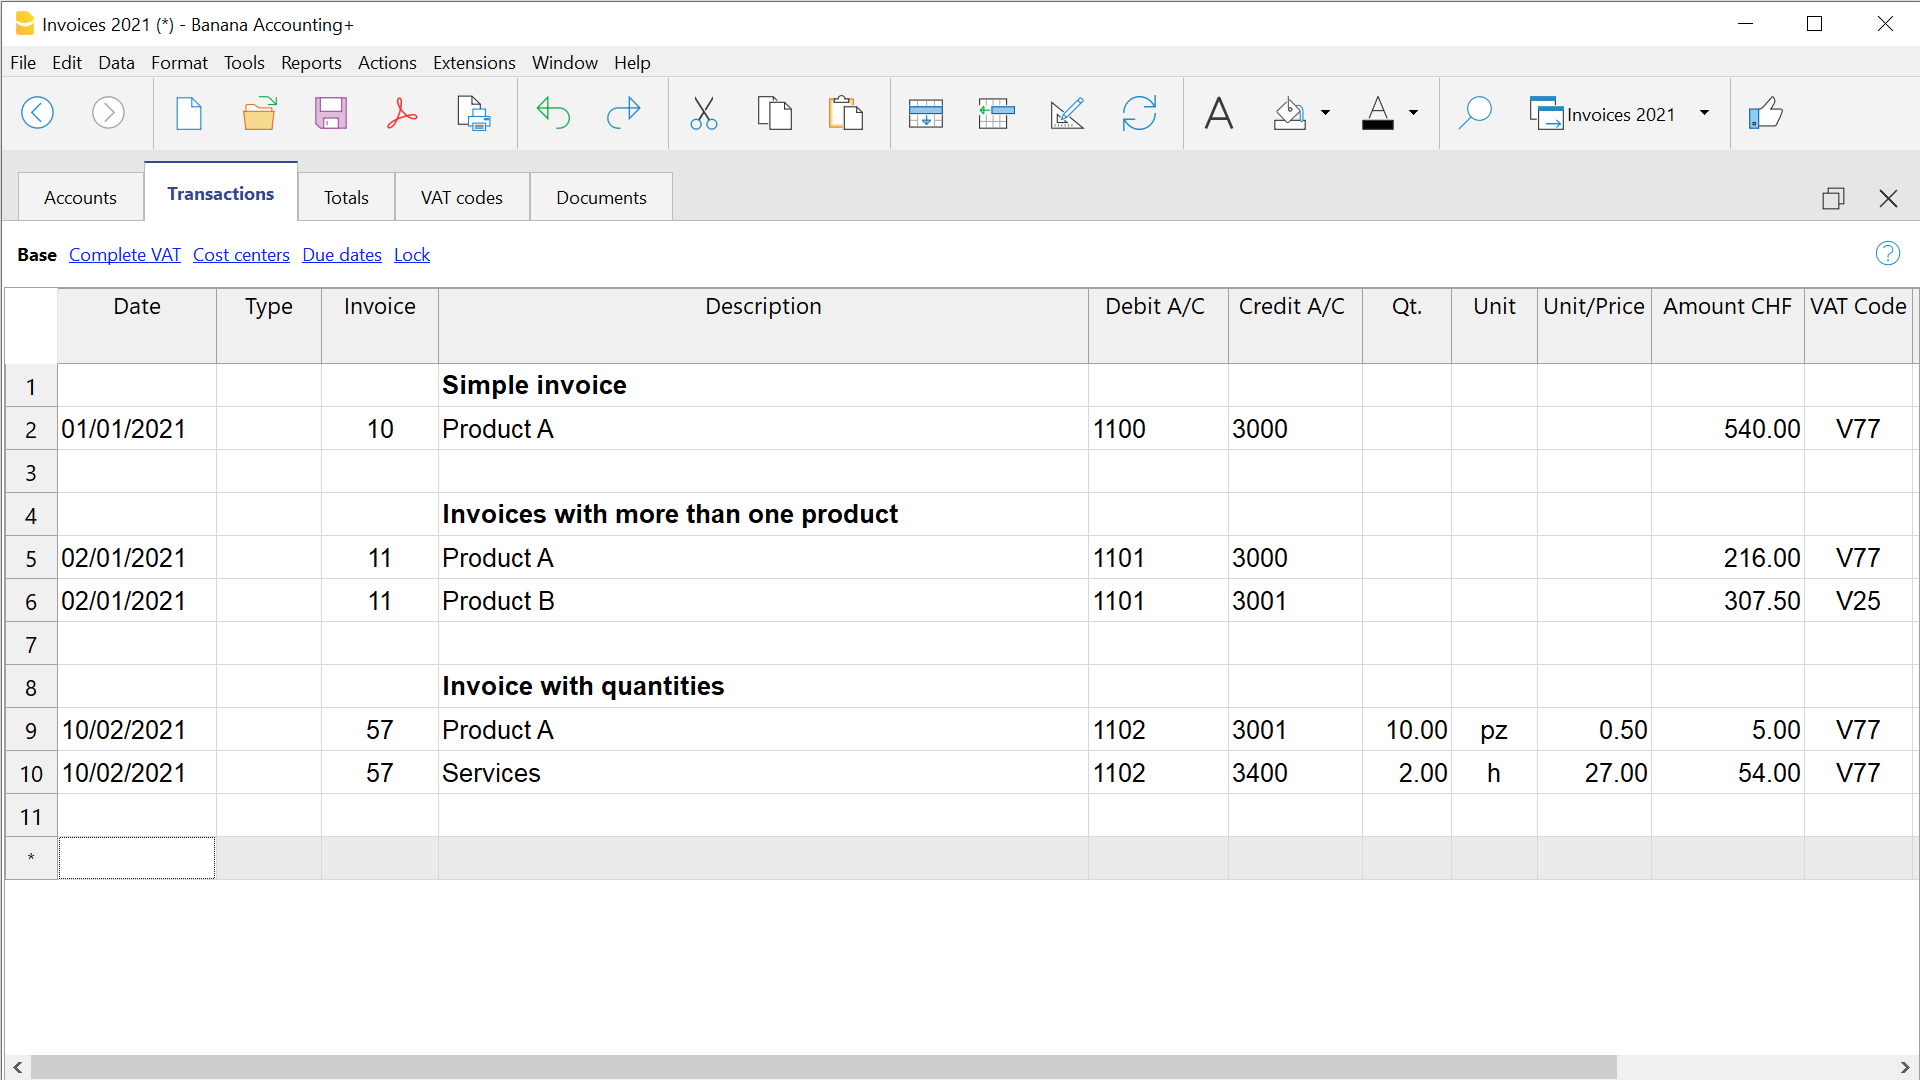 Invoices 2021 (*) - Banana Accounting+
File Edit Data Format Tools Reports Actions Extensions Window Help
Invoices 2021
Accounts Transactions Totals VAT codes Documents
Base Complete VAT Cost centers Due dates Lock
Date Type Invoice Description Debit A/C Credit A/C Qt. Unit Unit/Price Amount CHF VAT Code
1 Simple invoice
2 01/01/2021 10 Product A 1100 3000 540.00 V77
3
4 Invoices with more than one product
5 02/01/2021 11 Product A 1101 3000 216.00 V77
6 02/01/2021 11 Product B 1101 3001 307.50 V25
7
8 Invoice with quantities
9 10/02/2021 57 Product A 1102 3001 10.00 pz 0.50 5.00 V77
10 10/02/2021 57 Services 1102 3400 2.00 h 27.00 54.00 V77
11
*